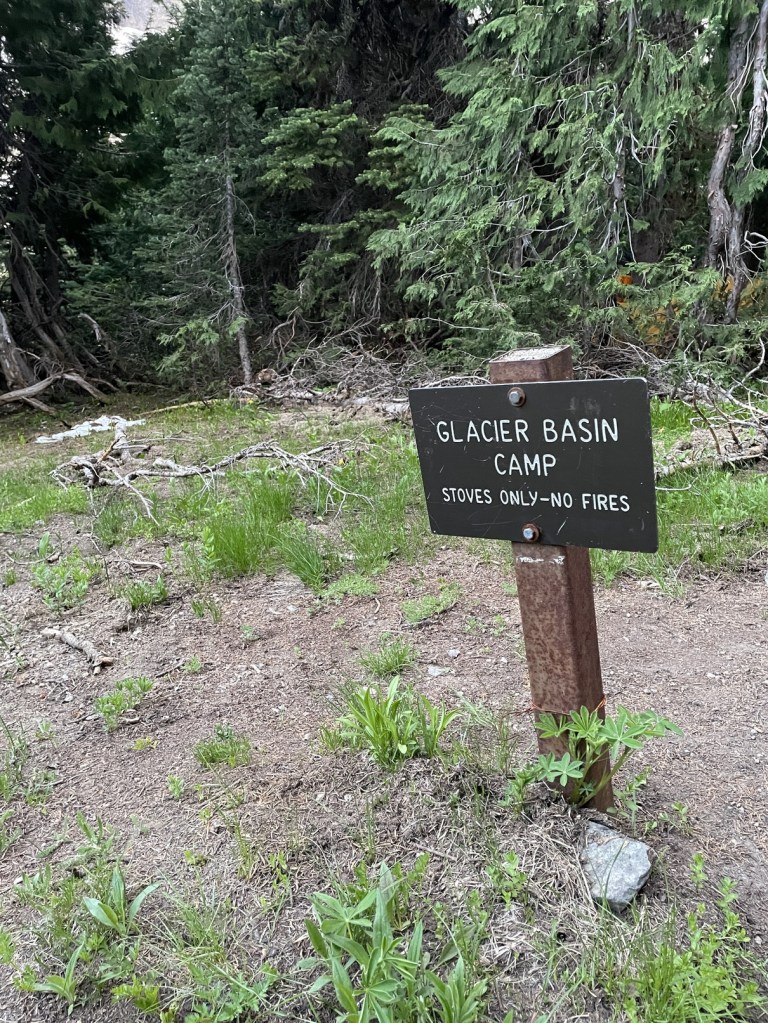 GLACIER BASIN
CAMP
STOVES ONLY-NO FIRES